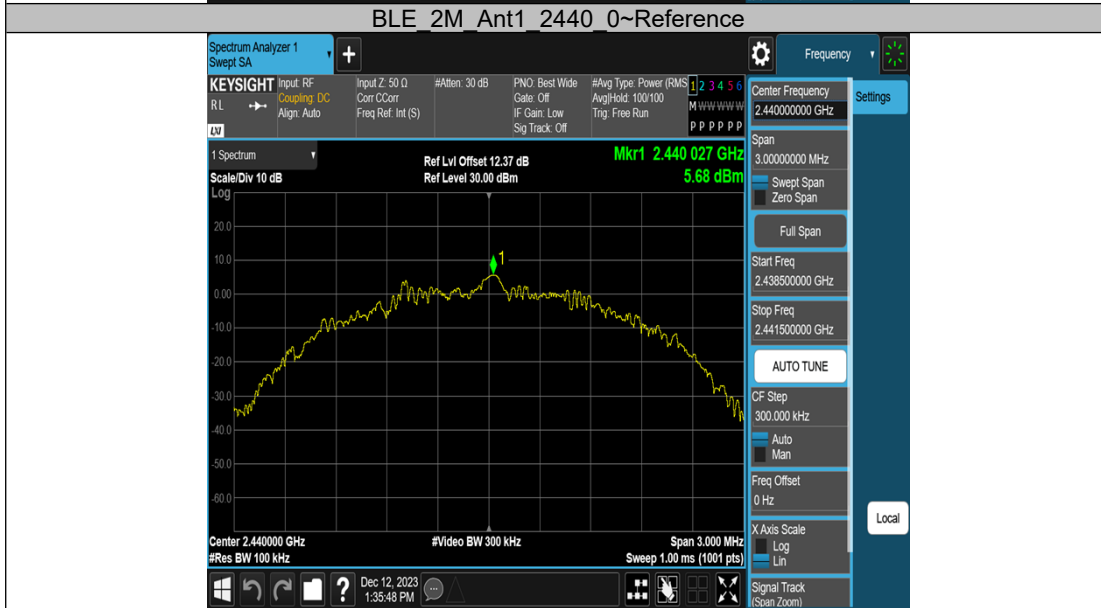 BLE_2M_Ant1_2440_0~Reference
Spectrum Analyzer 1
Swept SA
+
Frequency
KEYSIGHT
RL
LXI
Input: RF
Coupling: DC
Align: Auto
Input Z: 50 Ω
Corr CCorr
Freq Ref: Int (S)
#Atten: 30 dB
PNO: Best Wide
Gate: Off
IF Gain: Low
Sig Track: Off
#Avg Type: Power (RMS
Avg|Hold: 100/100
Trig: Free Run
1 2 3 4 5 6
M W W W W W
P P P P P P
1 Spectrum
Scale/Div 10 dB
Log
Ref Lvl Offset 12.37 dB
Ref Level 30.00 dBm
Mkr1 2.440 027 GHz
5.68 dBm
20.0
10.0
0.00
-10.0
-20.0
-30.0
-40.0
-50.0
-60.0
1
Center 2.440000 GHz
#Res BW 100 kHz
#Video BW 300 kHz
Span 3.000 MHz
Sweep 1.00 ms (1001 pts)
?
Dec 12, 2023
1:35:48 PM
Center Frequency
2.440000000 GHz
Span
3.00000000 MHz
Swept Span
Zero Span
Full Span
Start Freq
2.438500000 GHz
Stop Freq
2.441500000 GHz
AUTO TUNE
CF Step
300.000 kHz
Auto
Man
Freq Offset
0 Hz
X Axis Scale
Log
Lin
Signal Track
(Span Zoom)
Settings
Local